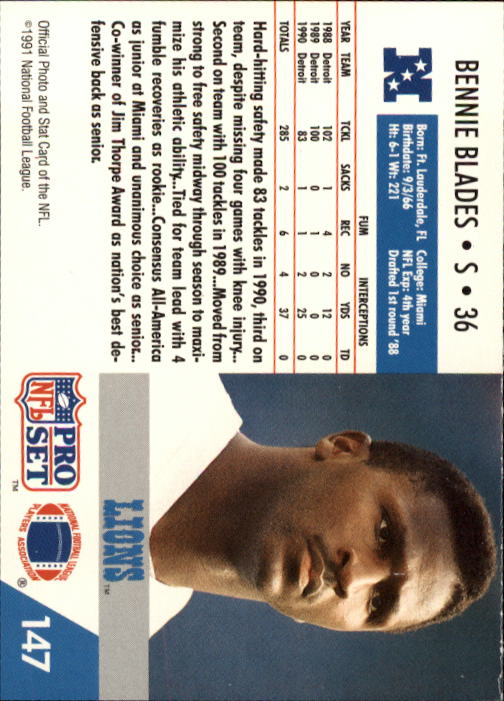 BENNIE BLADES • S • 36
Born: Ft. Lauderdale, FL College: Miami
Birthdate: 9/3/66 NFL Exp: 4th year
Ht: 6-1 Wt: 221 Drafted 1st round '88
N
FUM INTERCEPTIONS
YEAR TEAM TCKL SACKS REC NO YDS TD
1988 Detroit 102 1 4 2 12 0
1989 Detroit 100 0 1 0 0 0
1990 Detroit 83 1 1 2 25 0
TOTALS 285 2 6 4 37 0
Hard-hitting safety made 83 tackles in 1990, third on
team, despite missing four games with knee injury...
Second on team with 100 tackles in 1989...Moved from
strong to free safety midway through season to maxi-
mize his athletic ability...Tied for team lead with 4
fumble recoveries as rookie...Consensus All-America
as junior at Miami and unanimous choice as senior...
Co-winner of Jim Thorpe Award as nation's best de-
fensive back as senior.
Official Photo and Stat Card of the NFL.
©1991 National Football League.
LIONS™
PRO
NFL SET™
NATIONAL FOOTBALL LEAGUE
PLAYERS ASSOCIATION®
147